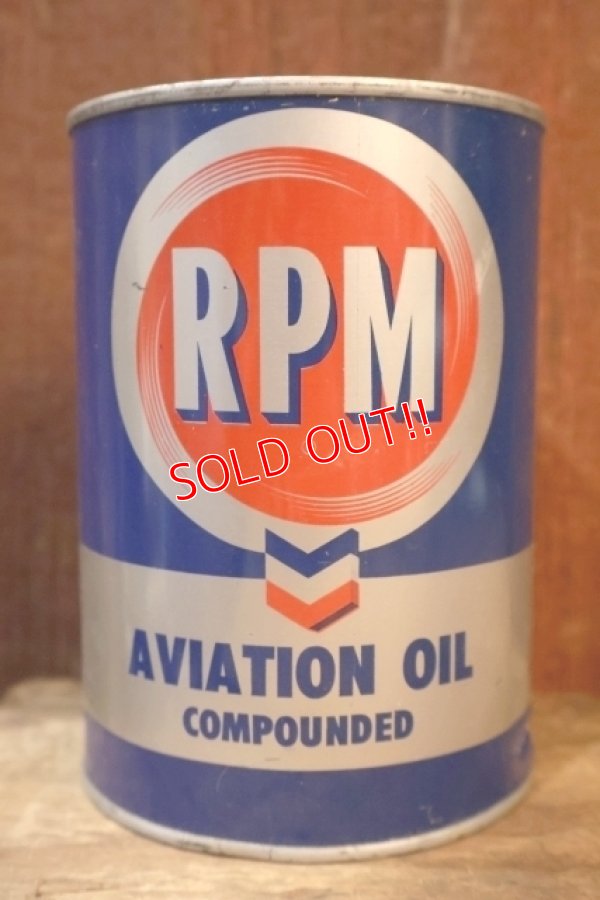 RPM
SOLD OUT!!
AVIATION OIL
COMPOUNDED